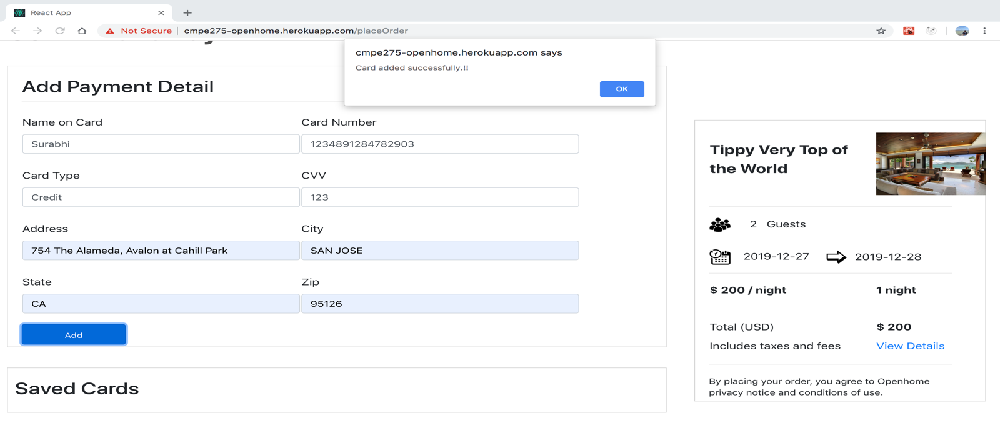 React App
Not Secure | cmpe275-openhome.herokuapp.com/placeOrder
cmpe275-openhome.herokuapp.com says
Card added successfully.!!
OK
Add Payment Detail
Name on Card
Card Number
Surabhi
1234891284782903
Card Type
CVV
Credit
123
Address
City
754 The Alameda, Avalon at Cahill Park
SAN JOSE
State
Zip
CA
95126
Add
Saved Cards
Tippy Very Top of
the World
2 Guests
2019-12-27
2019-12-28
$ 200 / night
1 night
Total (USD)
$ 200
Includes taxes and fees
View Details
By placing your order, you agree to Openhome
privacy notice and conditions of use.